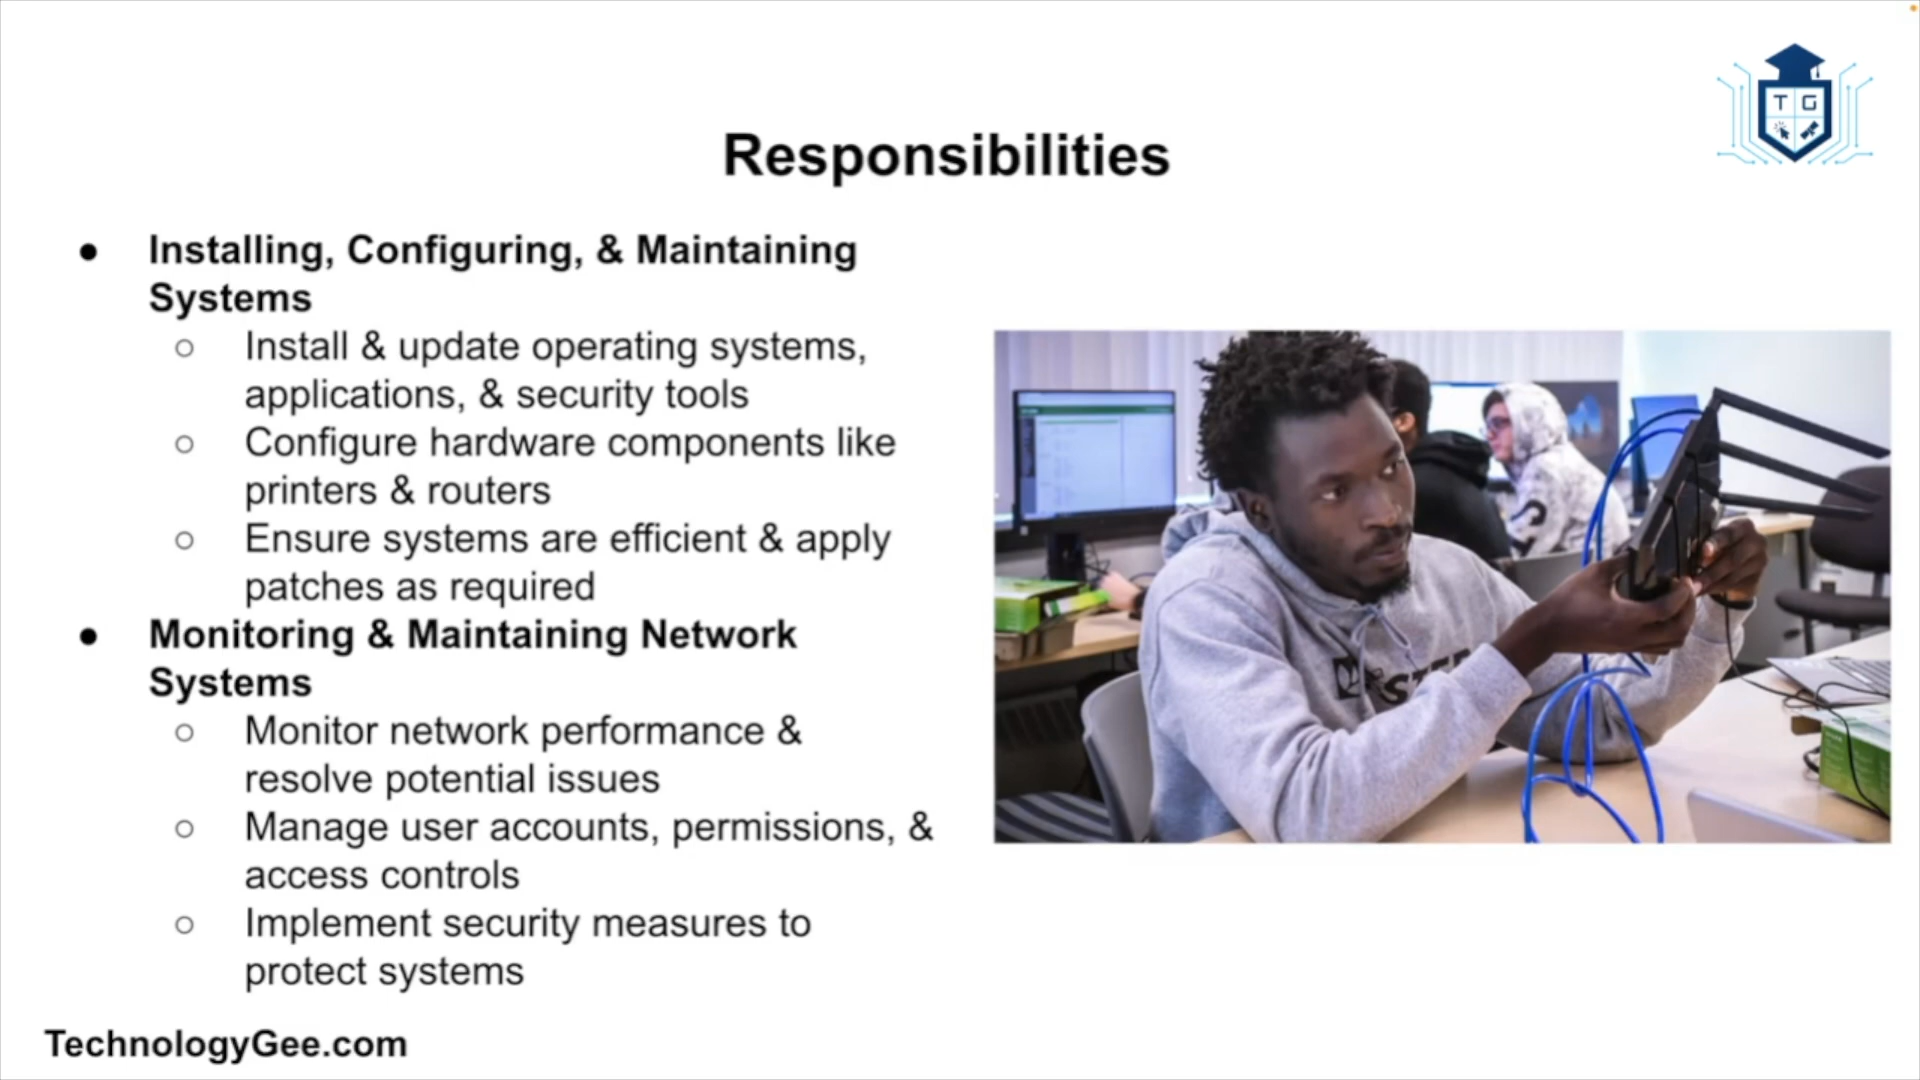 T G
Responsibilities
● Installing, Configuring, & Maintaining
Systems
○ Install & update operating systems,
applications, & security tools
○ Configure hardware components like
printers & routers
○ Ensure systems are efficient & apply
patches as required
● Monitoring & Maintaining Network
Systems
○ Monitor network performance &
resolve potential issues
○ Manage user accounts, permissions, &
access controls
○ Implement security measures to
protect systems
TechnologyGee.com